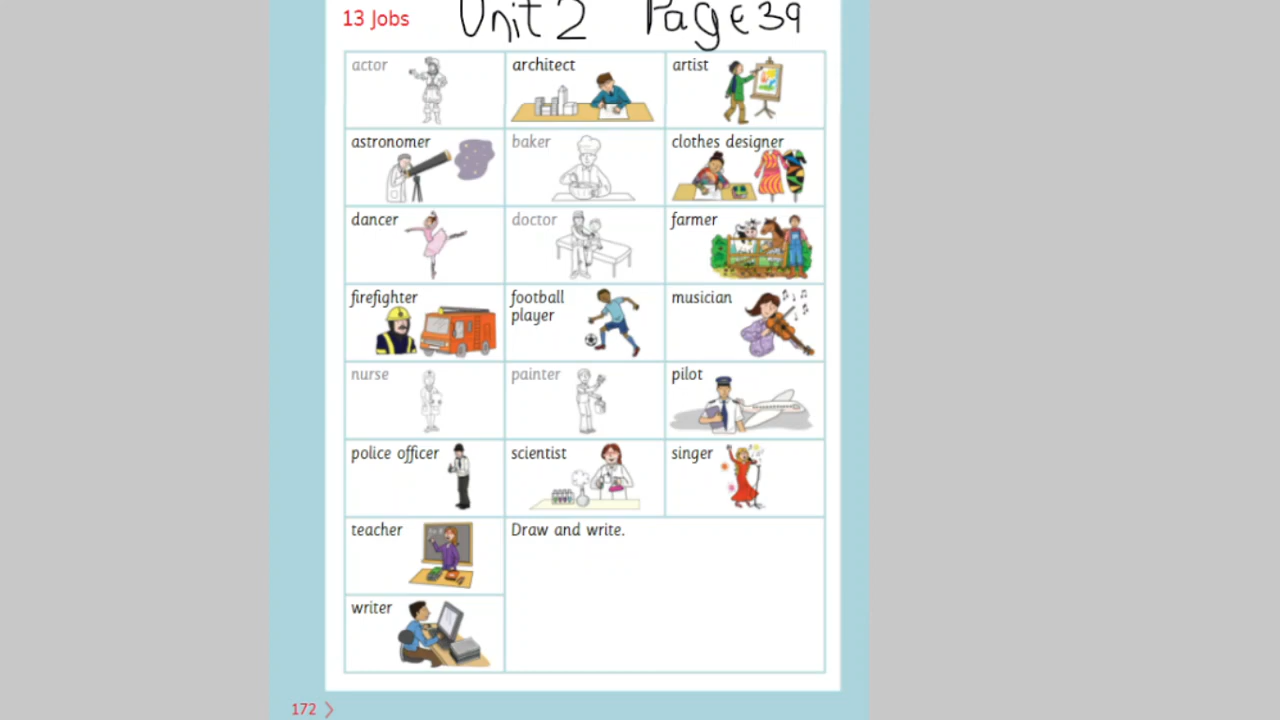 13 Jobs Unit 2 Page 39
actor architect artist
astronomer baker clothes designer
dancer doctor farmer
firefighter football player musician
nurse painter pilot
police officer scientist singer
teacher Draw and write.
writer
172